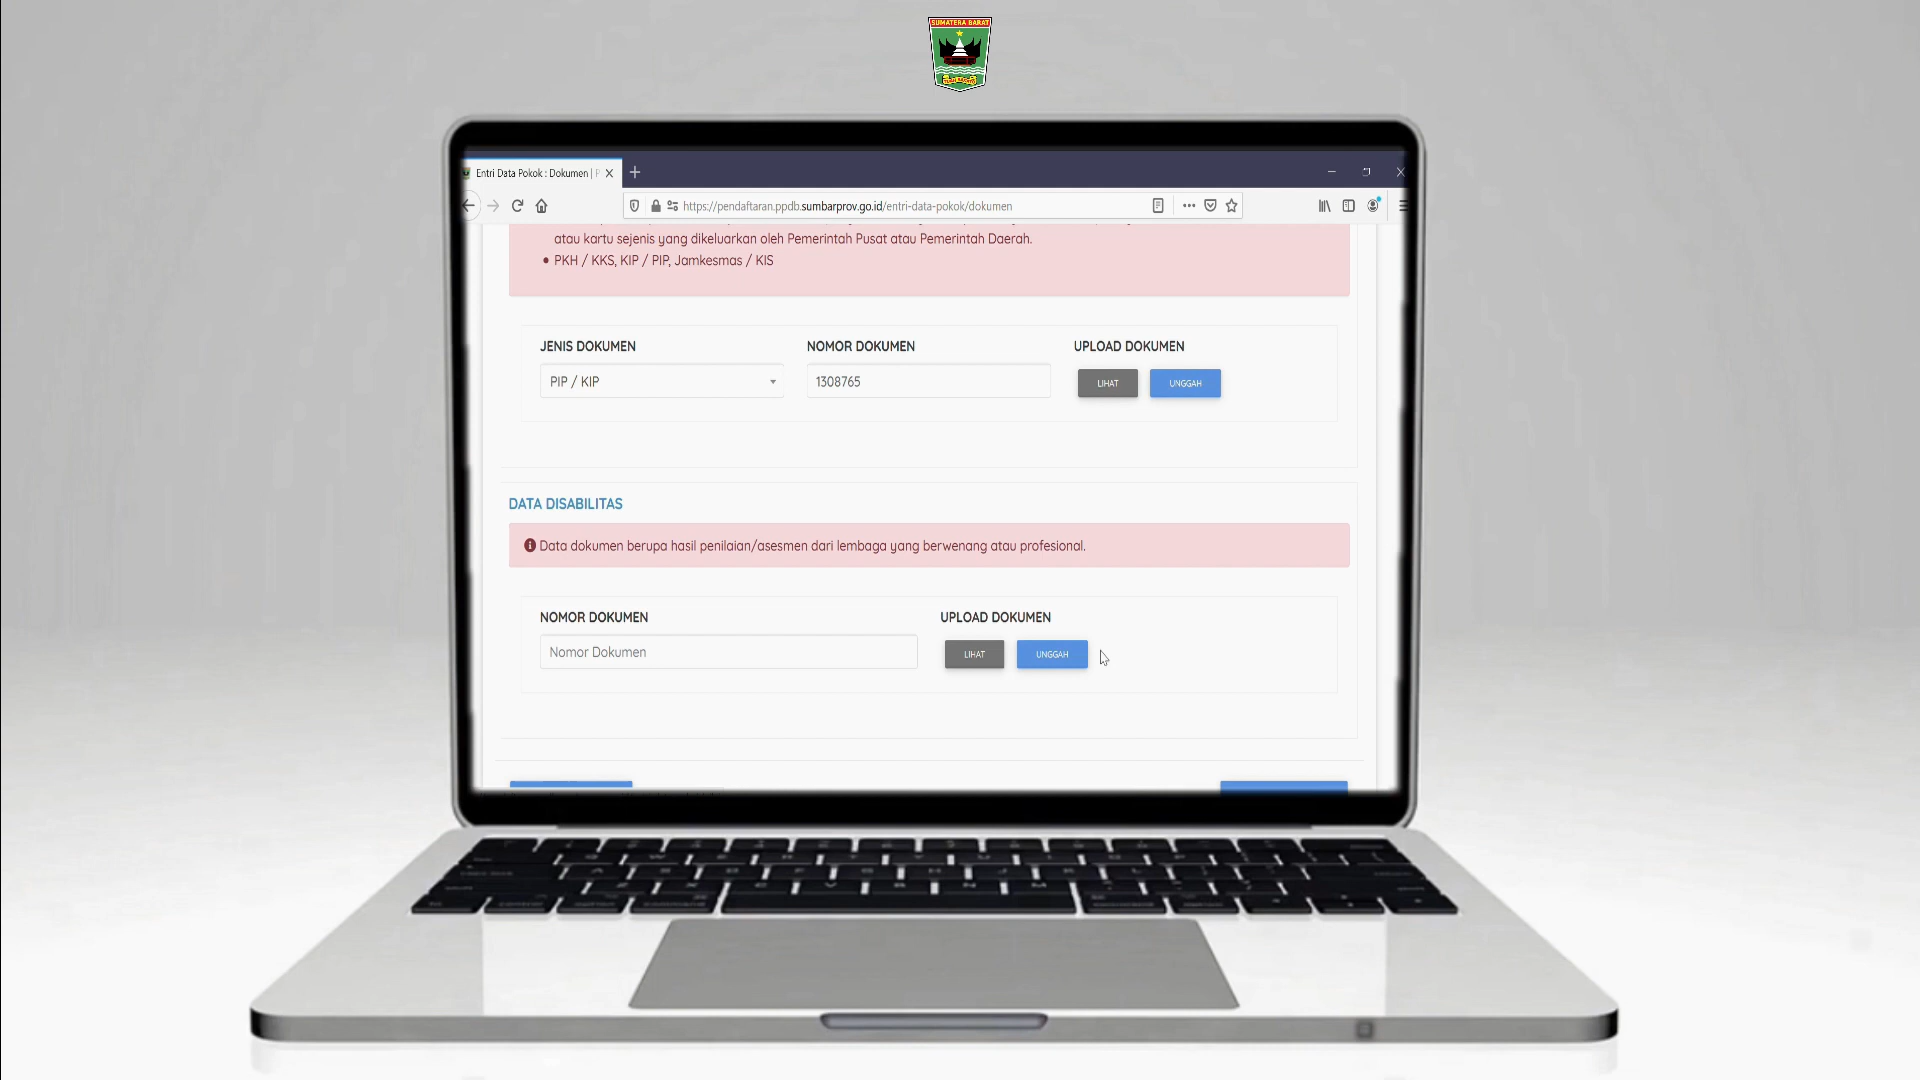 SUMATERA BARAT
Entri Data Pokok : Dokumen | P
https://pendaftaran.ppdb.sumbarprov.go.id/entri-data-pokok/dokumen
atau kartu sejenis yang dikeluarkan oleh Pemerintah Pusat atau Pemerintah Daerah.
• PKH / KKS, KIP / PIP, Jamkesmas / KIS
JENIS DOKUMEN
NOMOR DOKUMEN
UPLOAD DOKUMEN
PIP / KIP
1308765
LIHAT
UNGGAH
DATA DISABILITAS
Data dokumen berupa hasil penilaian/asesmen dari lembaga yang berwenang atau profesional.
NOMOR DOKUMEN
UPLOAD DOKUMEN
Nomor Dokumen
LIHAT
UNGGAH